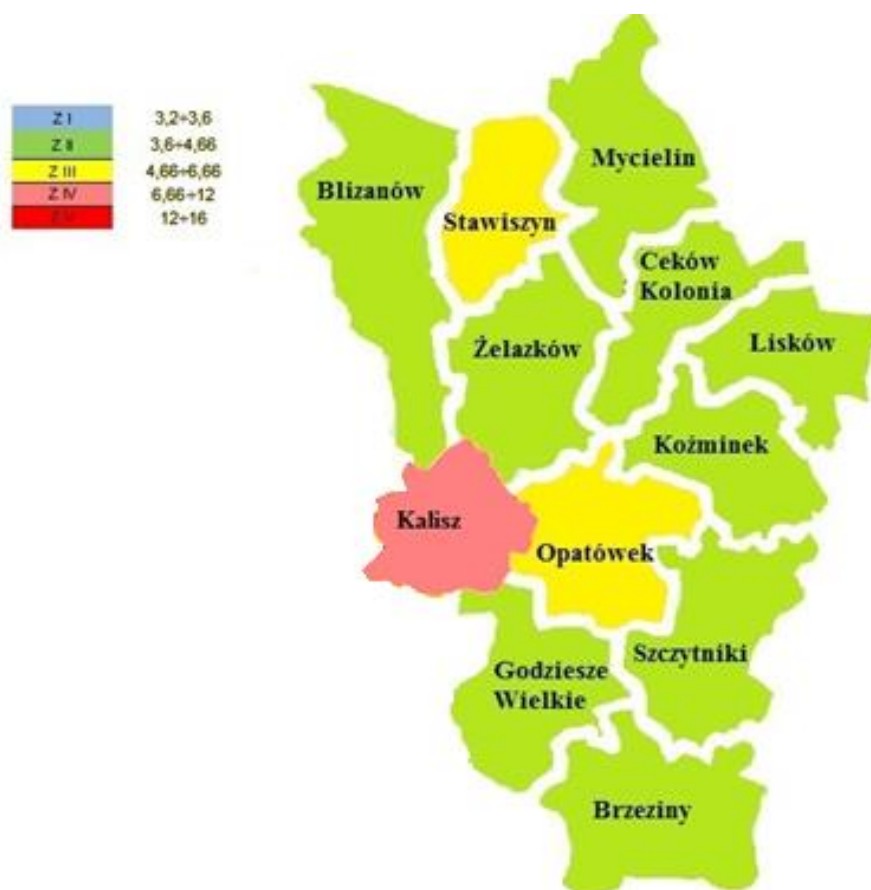 Z I 3,2÷3,6
Z II 3,6÷4,66
Z III 4,66÷6,66
Z IV 6,66÷12
Z V 12÷16
Mycielin
Blizanów
Stawiszyn
Ceków
Kolonia
Żelazków
Lisków
Koźminek
Kalisz
Opatówek
Szczytniki
Godziesze
Wielkie
Brzeziny